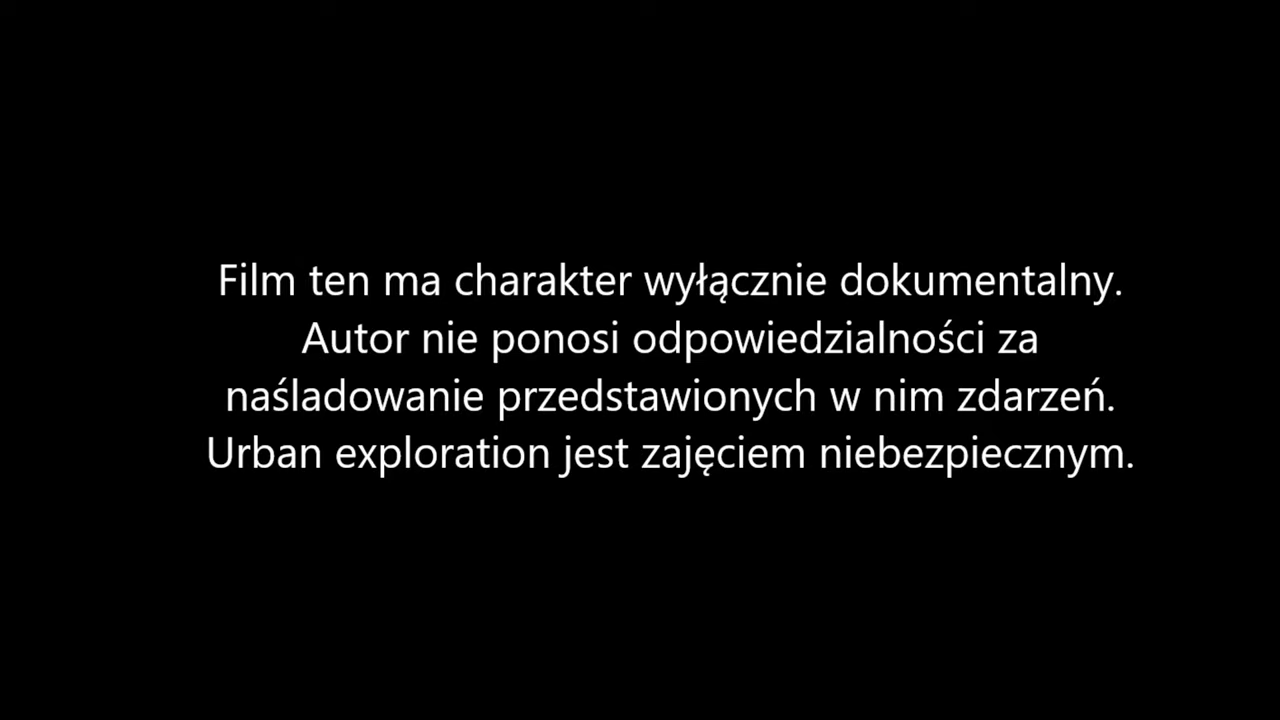 Film ten ma charakter wyłącznie dokumentalny.
Autor nie ponosi odpowiedzialności za
naśladowanie przedstawionych w nim zdarzeń.
Urban exploration jest zajęciem niebezpiecznym.